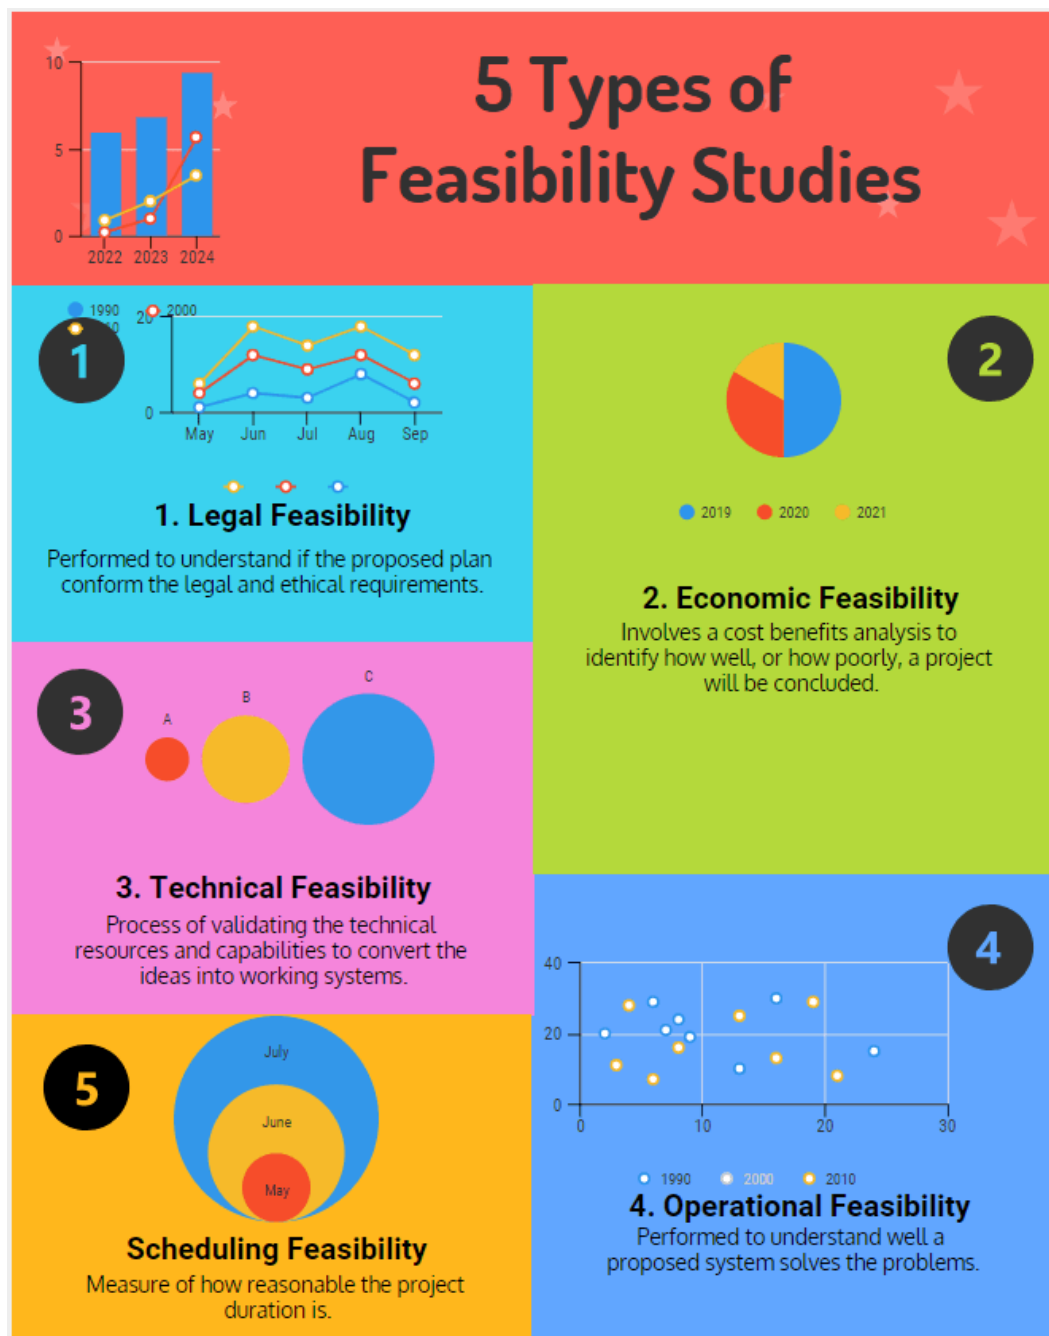 5 Types of
Feasibility Studies
10
5
0
2022 2023 2024
1990 2000
20
0
May Jun Jul Aug Sep
1
1. Legal Feasibility
Performed to understand if the proposed plan
conform the legal and ethical requirements.
2
2019 2020 2021
2. Economic Feasibility
Involves a cost benefits analysis to
identify how well, or how poorly, a project
will be concluded.
3
A
B
C
3. Technical Feasibility
Process of validating the technical
resources and capabilities to convert the
ideas into working systems.
4
40
20
0
0 10 20 30
1990 2000 2010
4. Operational Feasibility
Performed to understand well a
proposed system solves the problems.
5
July
June
May
Scheduling Feasibility
Measure of how reasonable the project
duration is.